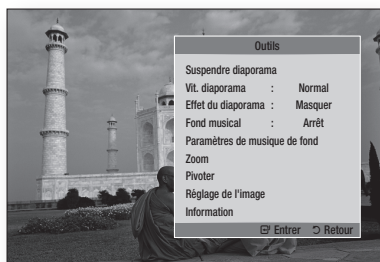 Outils
Suspendre diaporama
Vit. diaporama : Normal
Effet du diaporama : Masquer
Fond musical : Arrêt
Paramètres de musique de fond
Zoom
Pivoter
Réglage de l'image
Information
Entrer Retour